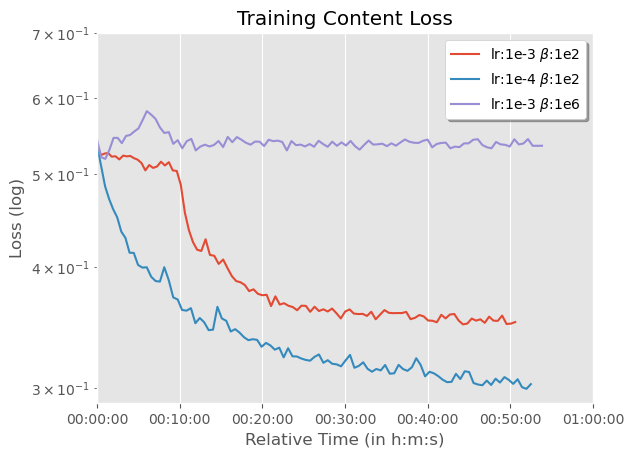 Training Content Loss
7 × 10⁻¹
6 × 10⁻¹
5 × 10⁻¹
4 × 10⁻¹
3 × 10⁻¹
Loss (log)
lr:1e-3 β:1e2
lr:1e-4 β:1e2
lr:1e-3 β:1e6
00:00:00 00:10:00 00:20:00 00:30:00 00:40:00 00:50:00 01:00:00
Relative Time (in h:m:s)